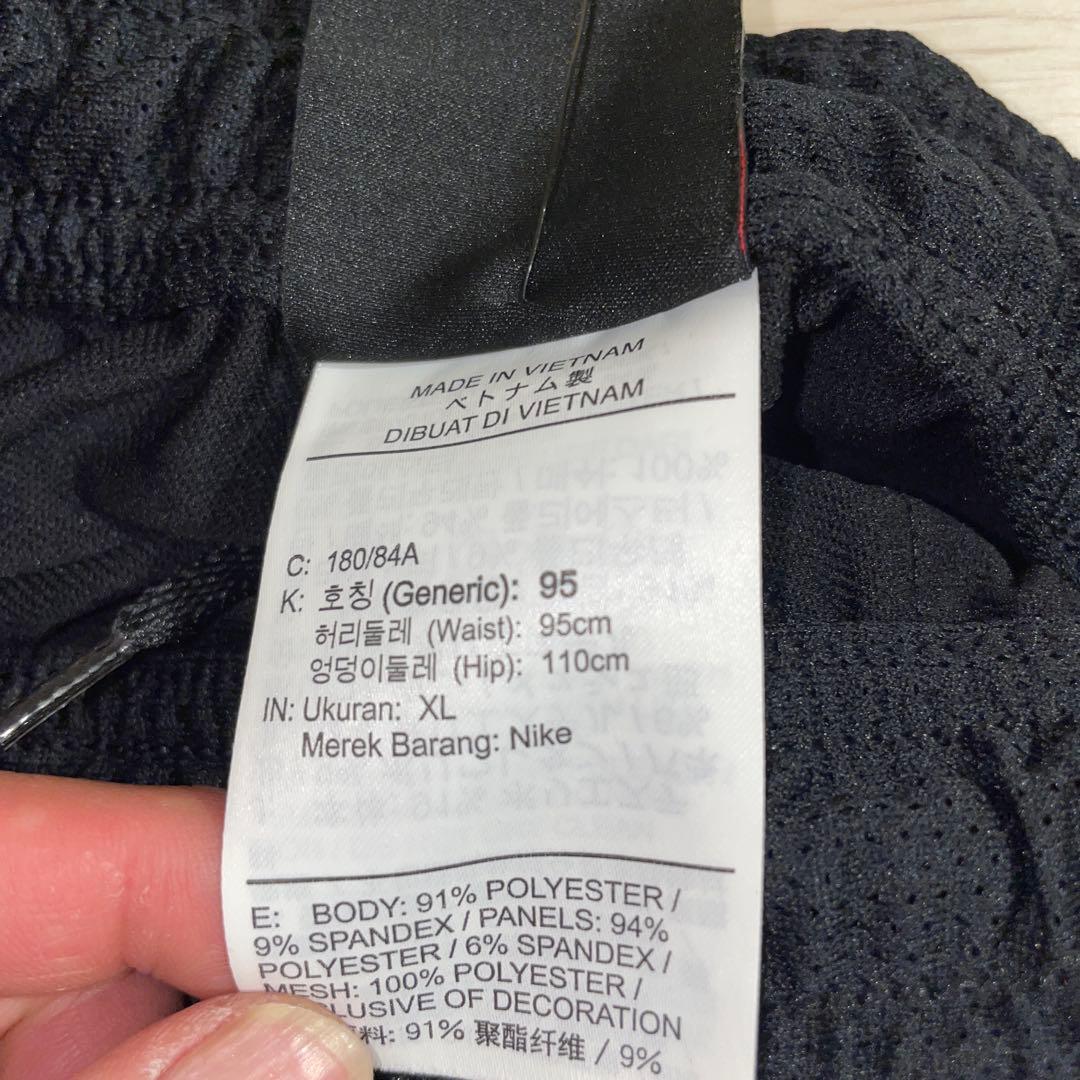 MADE IN VIETNAM
ベトナム製
DIBUAT DI VIETNAM
C: 180/84A
K: 호칭 (Generic): 95
허리둘레 (Waist): 95cm
엉덩이둘레 (Hip): 110cm
IN: Ukuran: XL
Merek Barang: Nike
E: BODY: 91% POLYESTER /
9% SPANDEX / PANELS: 94%
POLYESTER / 6% SPANDEX /
MESH: 100% POLYESTER /
OF DECORATION
91% 聚酯纤维 / 9%